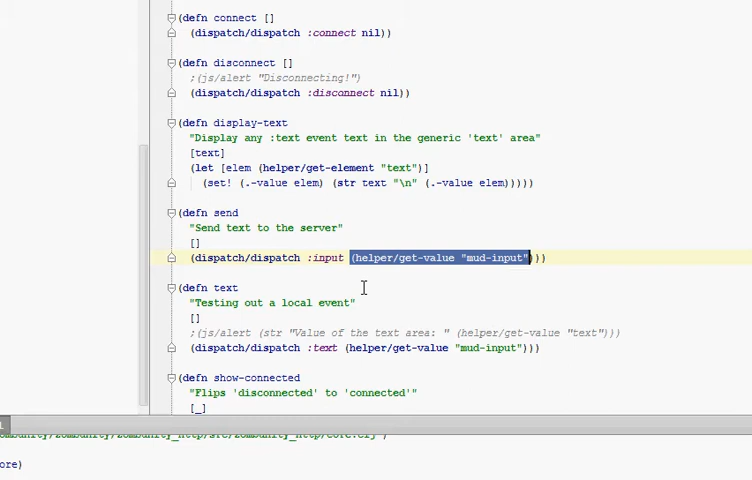 (defn connect []
(dispatch/dispatch :connect nil))
(defn disconnect []
;(js/alert "Disconnecting!")
(dispatch/dispatch :disconnect nil))
(defn display-text
"Display any :text event text in the generic 'text' area"
[text]
(let [elem (helper/get-element "text")]
(set! (.-value elem) (str text "\n" (.-value elem)))))
(defn send
"Send text to the server"
[]
(dispatch/dispatch :input (helper/get-value "mud-input")))
(defn text
"Testing out a local event"
[]
;(js/alert (str "Value of the text area: " (helper/get-value "text")))
(dispatch/dispatch :text (helper/get-value "mud-input")))
(defn show-connected
"Flips 'disconnected' to 'connected'"
[_]
ore)